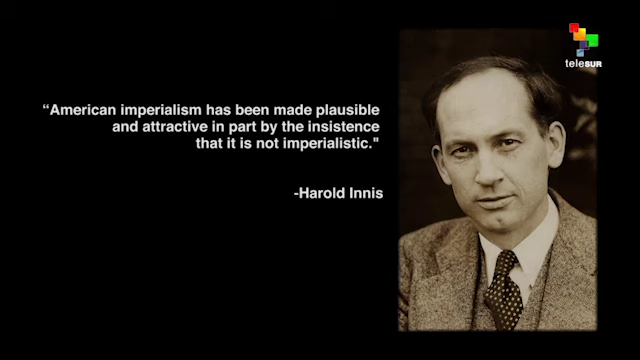 teleSUR
“American imperialism has been made plausible
and attractive in part by the insistence
that it is not imperialistic."
-Harold Innis